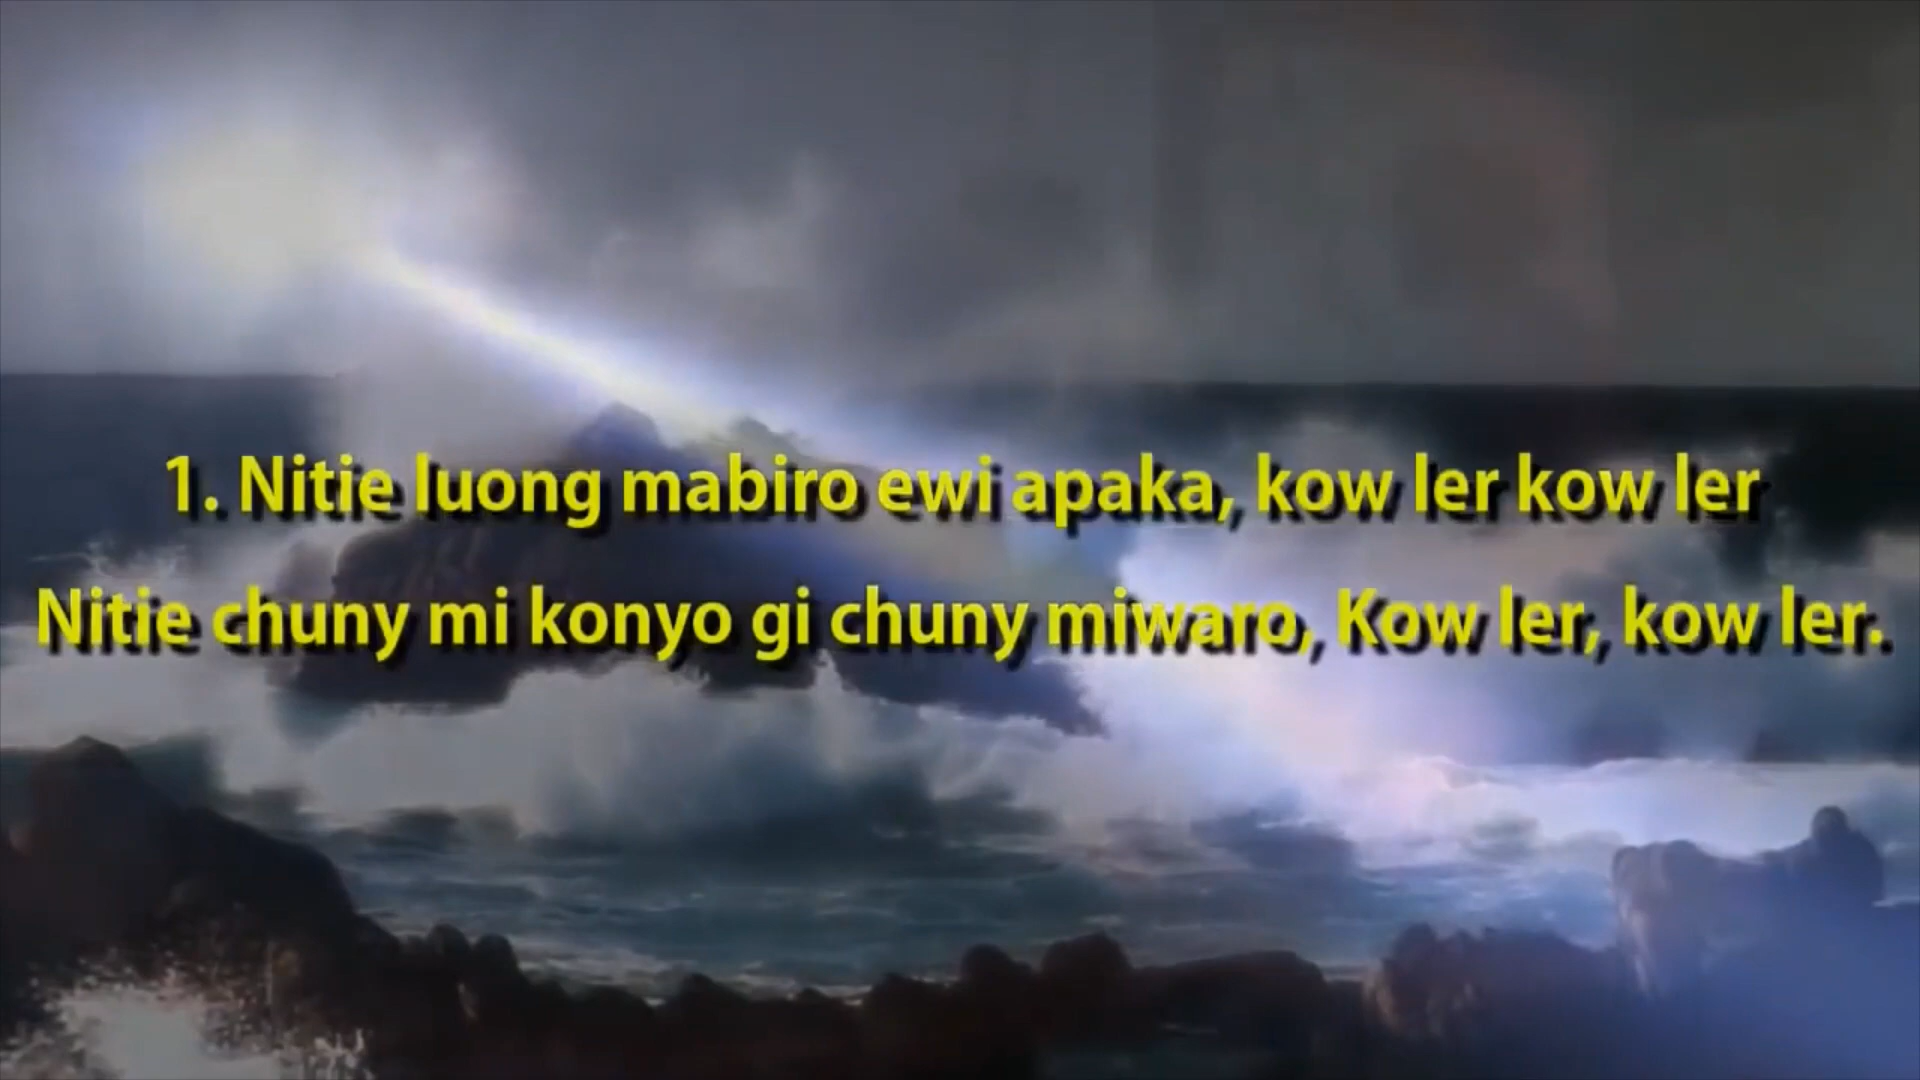 1. Nitie luong mabiro ewi apaka, kow ler kow ler
Nitie chuny mi konyo gi chuny miwaro, Kow ler, kow ler.